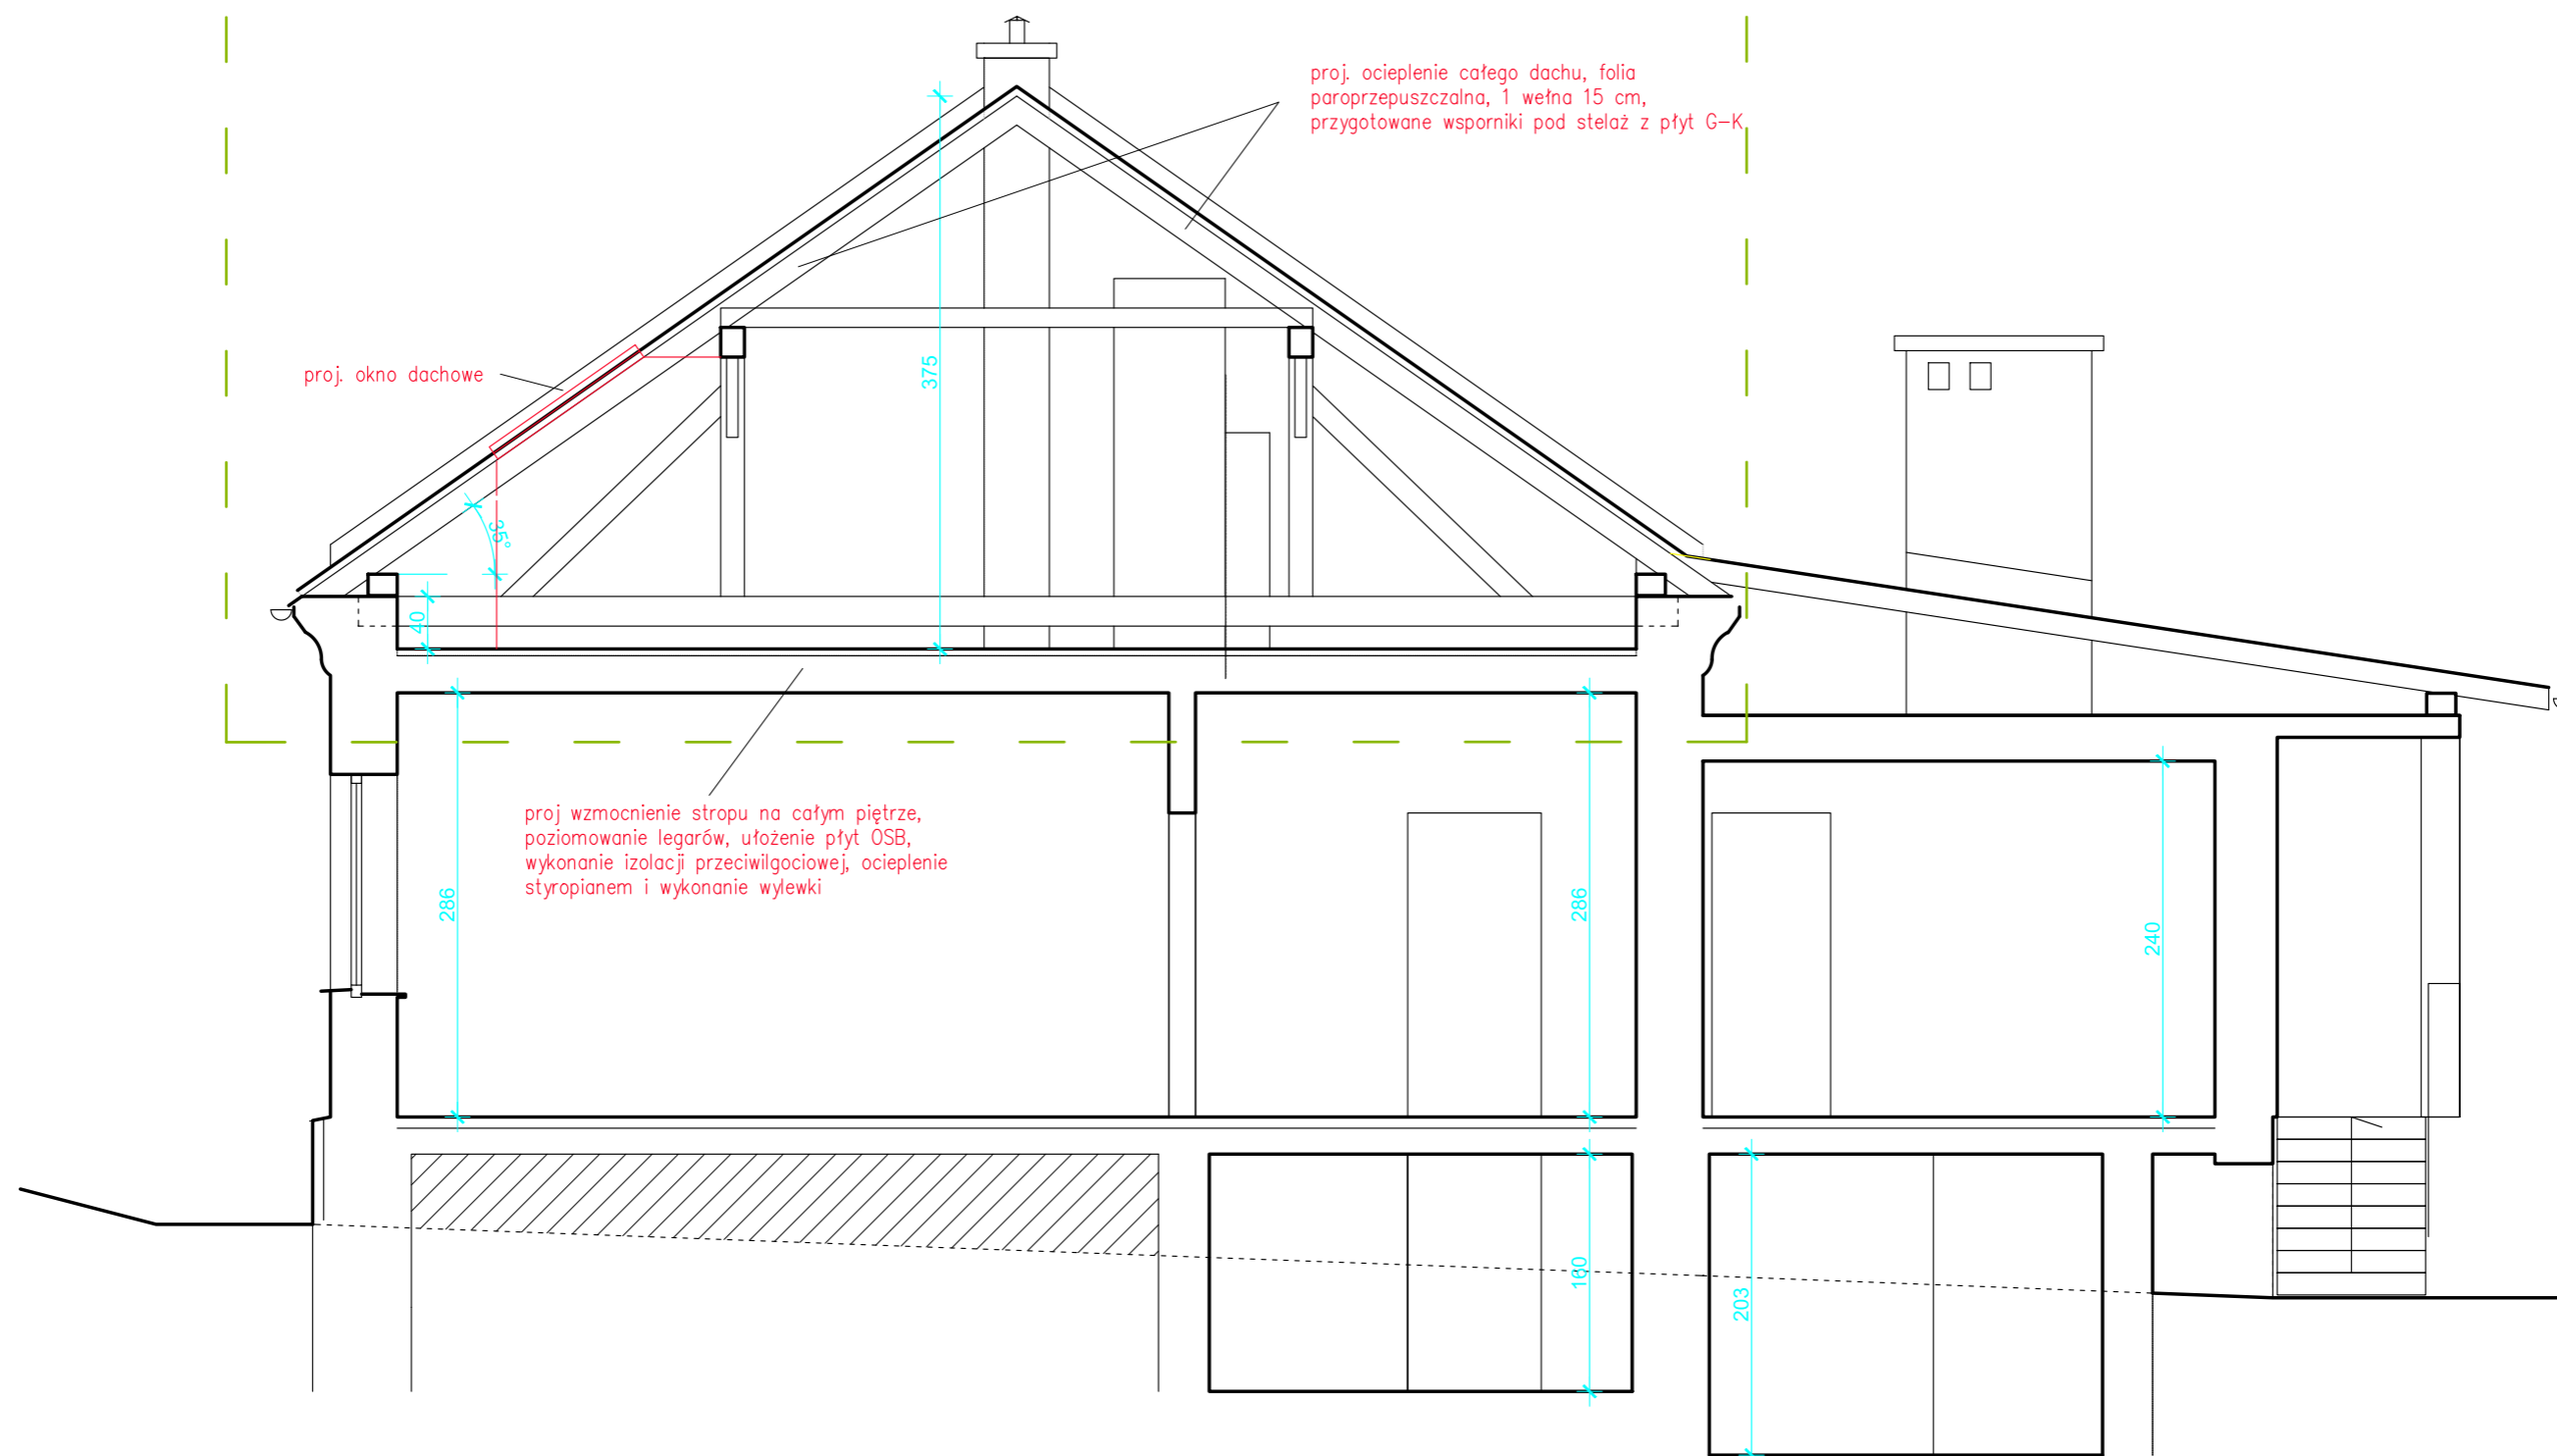 proj. ocieplenie całego dachu, folia
paroprzepuszczalna, 1 wełna 15 cm,
przygotowane wsporniki pod stelaż z płyt G-K
proj. okno dachowe
375
35°
40
proj wzmocnienie stropu na całym piętrze,
poziomowanie legarów, ułożenie płyt OSB,
wykonanie izolacji przeciwilgociowej, ocieplenie
styropianem i wykonanie wylewki
286
286
240
160
203